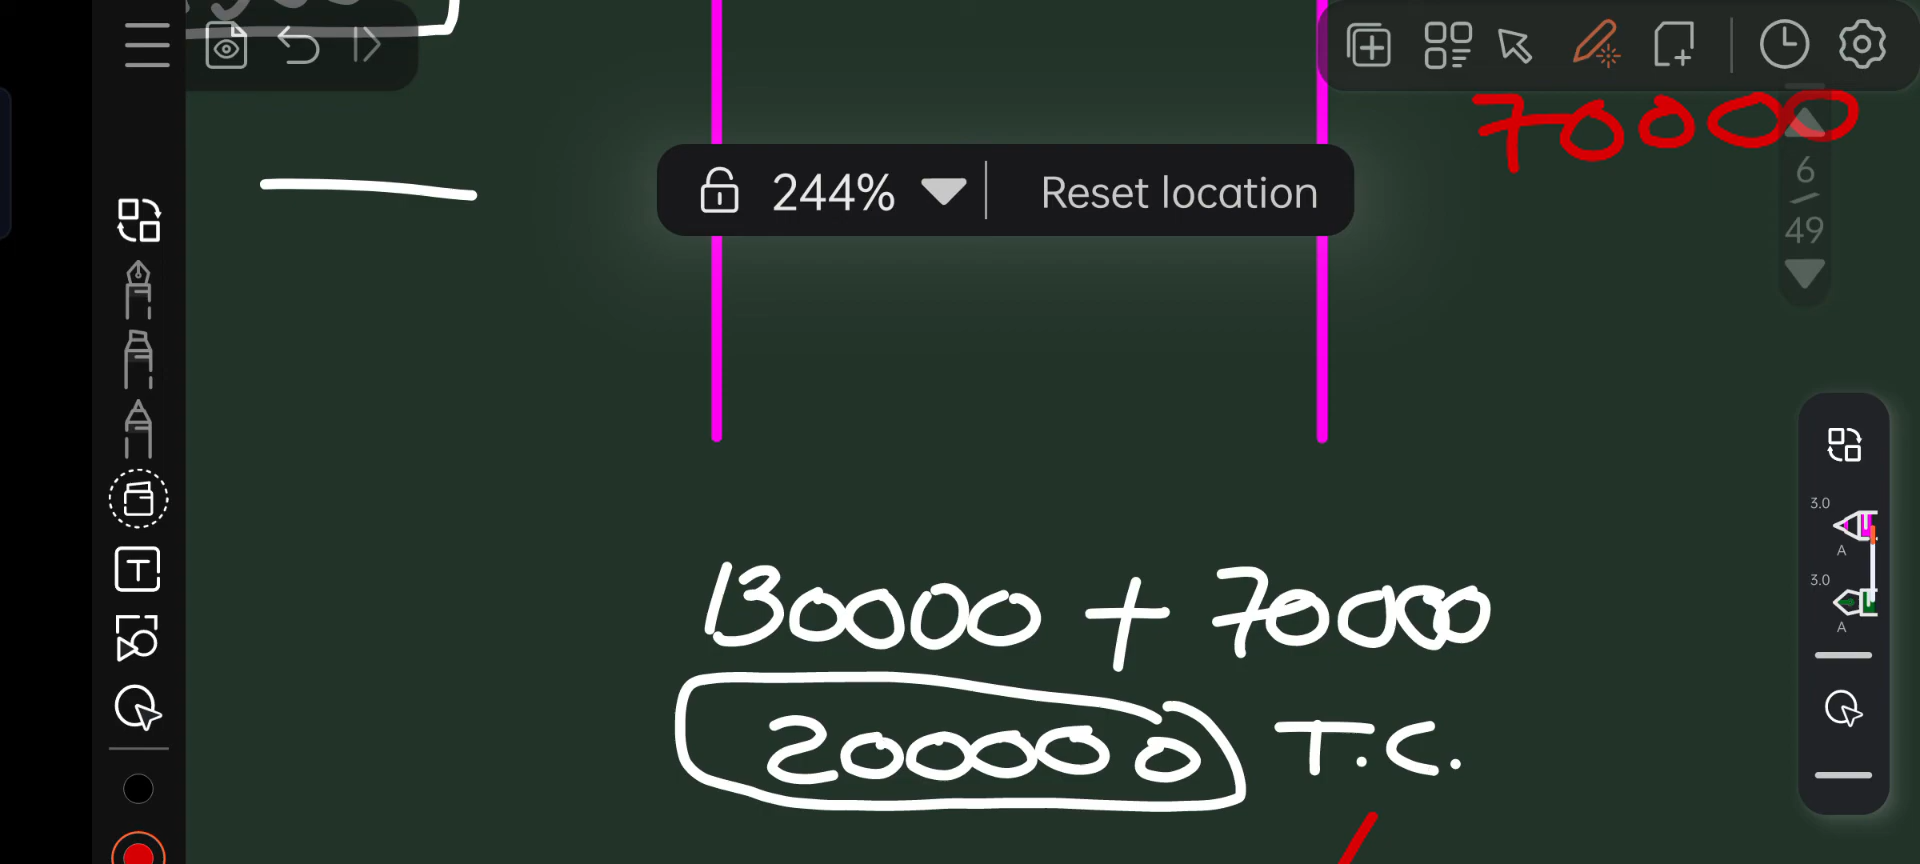 70000
6
49
244% Reset location
3.0
A
3.0
A
T
130000 + 70000
200000 T.C.